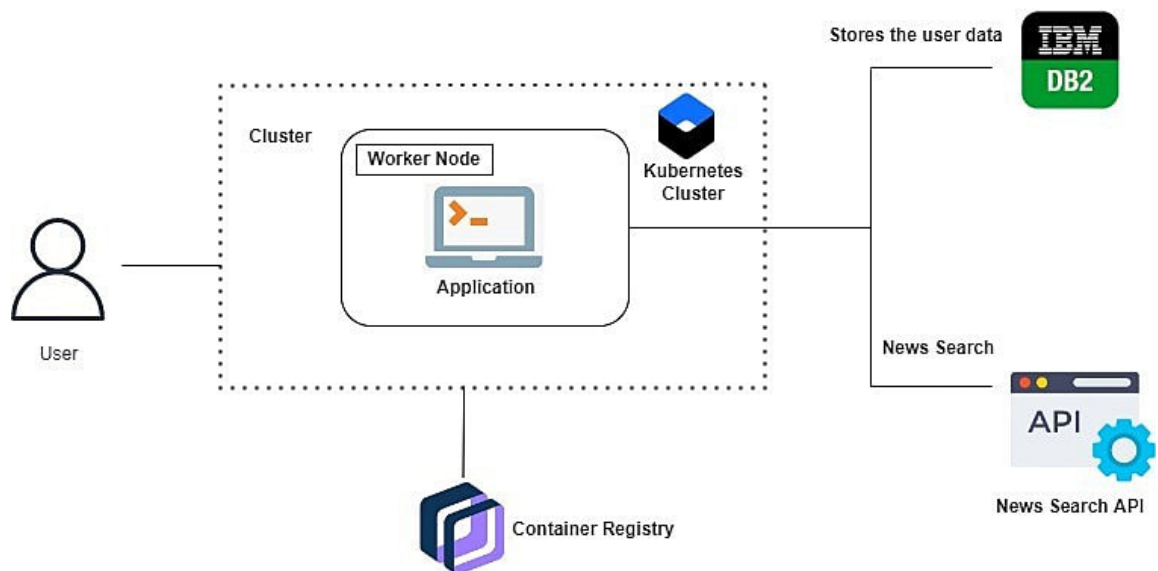 Stores the user data
IBM
DB2
Cluster
Worker Node
Kubernetes
Cluster
Application
User
News Search
API
News Search API
Container Registry